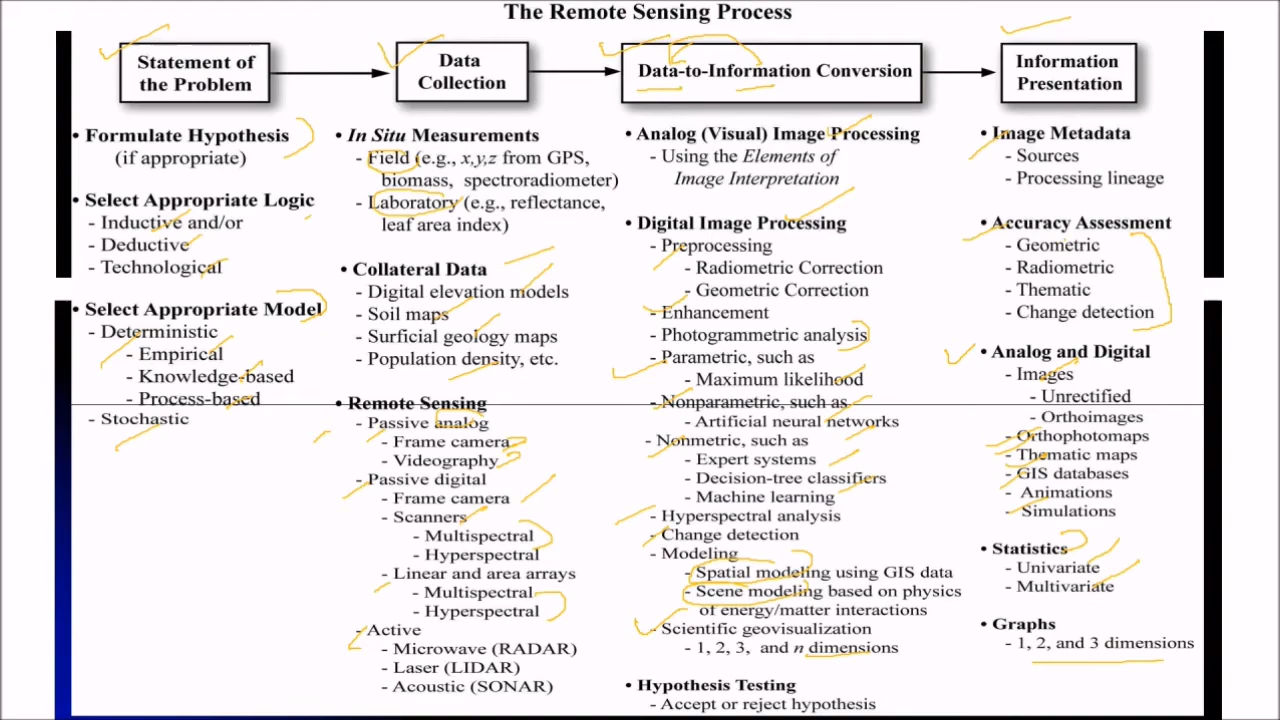 The Remote Sensing Process
Statement of
the Problem
• Formulate Hypothesis
(if appropriate)
• Select Appropriate Logic
- Inductive and/or
- Deductive
- Technological
• Select Appropriate Model
- Deterministic
- Empirical
- Knowledge-based
- Process-based
- Stochastic
Data
Collection
• In Situ Measurements
- Field (e.g., x,y,z from GPS,
biomass, spectroradiometer)
- Laboratory (e.g., reflectance,
leaf area index)
• Collateral Data
- Digital elevation models
- Soil maps
- Surficial geology maps
- Population density, etc.
• Remote Sensing
- Passive analog
- Frame camera
- Videography
- Passive digital
- Frame camera
- Scanners
- Multispectral
- Hyperspectral
- Linear and area arrays
- Multispectral
- Hyperspectral
- Active
- Microwave (RADAR)
- Laser (LIDAR)
- Acoustic (SONAR)
Data-to-Information Conversion
• Analog (Visual) Image Processing
- Using the Elements of
Image Interpretation
• Digital Image Processing
- Preprocessing
- Radiometric Correction
- Geometric Correction
- Enhancement
- Photogrammetric analysis
- Parametric, such as
- Maximum likelihood
- Nonparametric, such as
- Artificial neural networks
- Nonmetric, such as
- Expert systems
- Decision-tree classifiers
- Machine learning
- Hyperspectral analysis
- Change detection
- Modeling
- Spatial modeling using GIS data
- Scene modeling based on physics
of energy/matter interactions
- Scientific geovisualization
- 1, 2, 3, and n dimensions
• Hypothesis Testing
- Accept or reject hypothesis
Information
Presentation
• Image Metadata
- Sources
- Processing lineage
• Accuracy Assessment
- Geometric
- Radiometric
- Thematic
- Change detection
• Analog and Digital
- Images
- Unrectified
- Orthoimages
- Orthophotomaps
- Thematic maps
- GIS databases
- Animations
- Simulations
• Statistics
- Univariate
- Multivariate
• Graphs
- 1, 2, and 3 dimensions